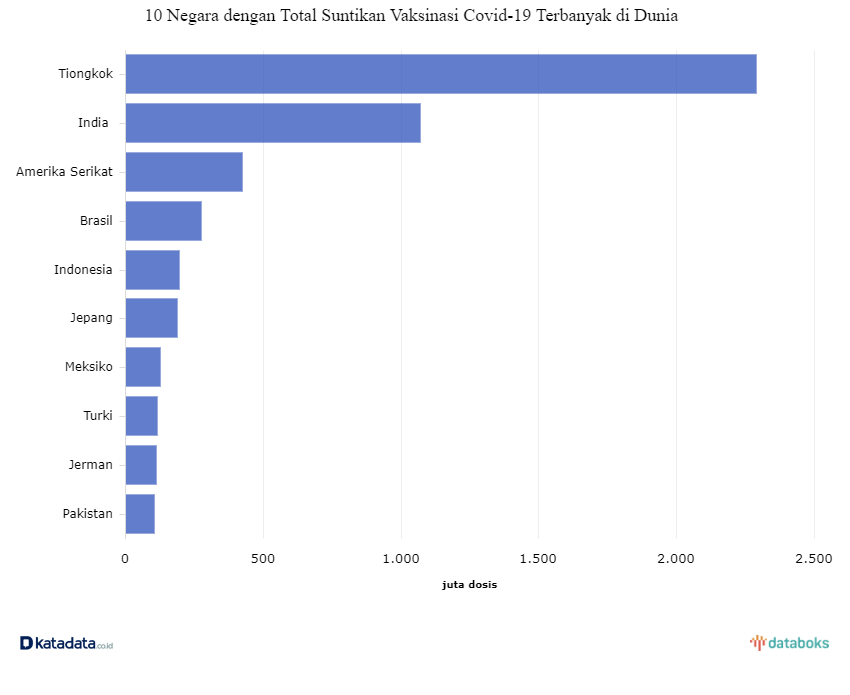 10 Negara dengan Total Suntikan Vaksinasi Covid-19 Terbanyak di Dunia
Tiongkok
India
Amerika Serikat
Brasil
Indonesia
Jepang
Meksiko
Turki
Jerman
Pakistan
0 500 1.000 1.500 2.000 2.500
juta dosis
katadata.co.id databoks